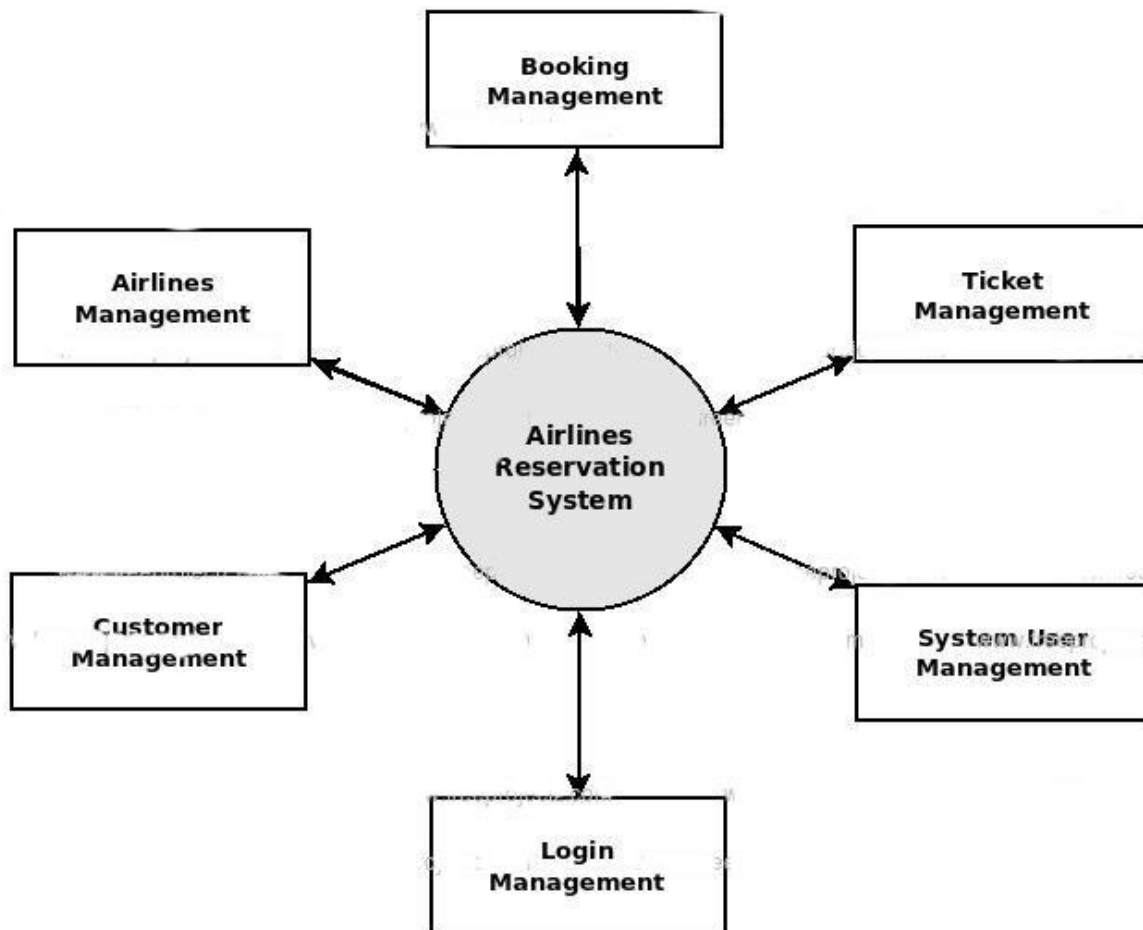 Booking
Management
Airlines
Management
Ticket
Management
Airlines
Reservation
System
Customer
Management
System User
Management
Login
Management